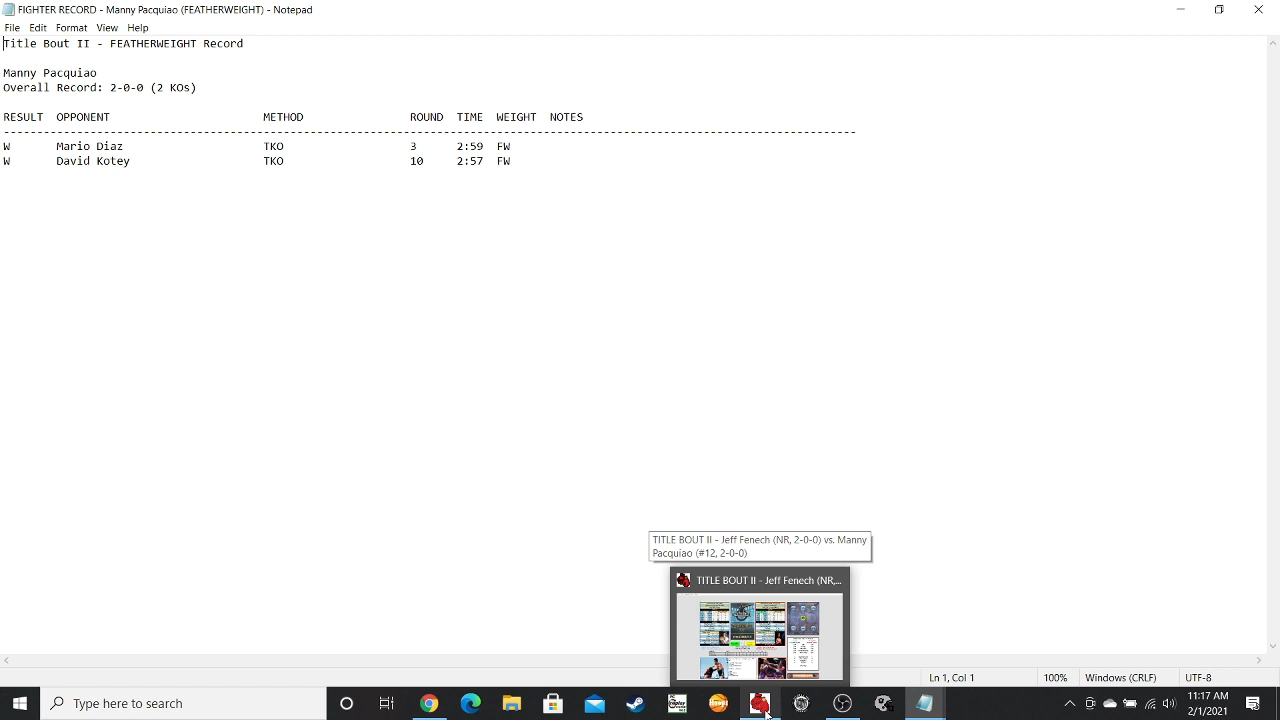 FIGHTER RECORD - Manny Pacquiao (FEATHERWEIGHT) - Notepad
File Edit Format View Help
Title Bout II - FEATHERWEIGHT Record
Manny Pacquiao
Overall Record: 2-0-0 (2 KOs)
RESULT OPPONENT METHOD ROUND TIME WEIGHT NOTES
--------------------------------------------------------------------------------------------------------------------------------
W Mario Diaz TKO 3 2:59 FW
W David Kotey TKO 10 2:57 FW
TITLE BOUT II - Jeff Fenech (NR, 2-0-0) vs. Manny
Pacquiao (#12, 2-0-0)
TITLE BOUT II - Jeff Fenech (NR,...
Ln 1, Col 1 100% Windows (CRLF) UTF-8
Type here to search
11:17 AM
2/1/2021